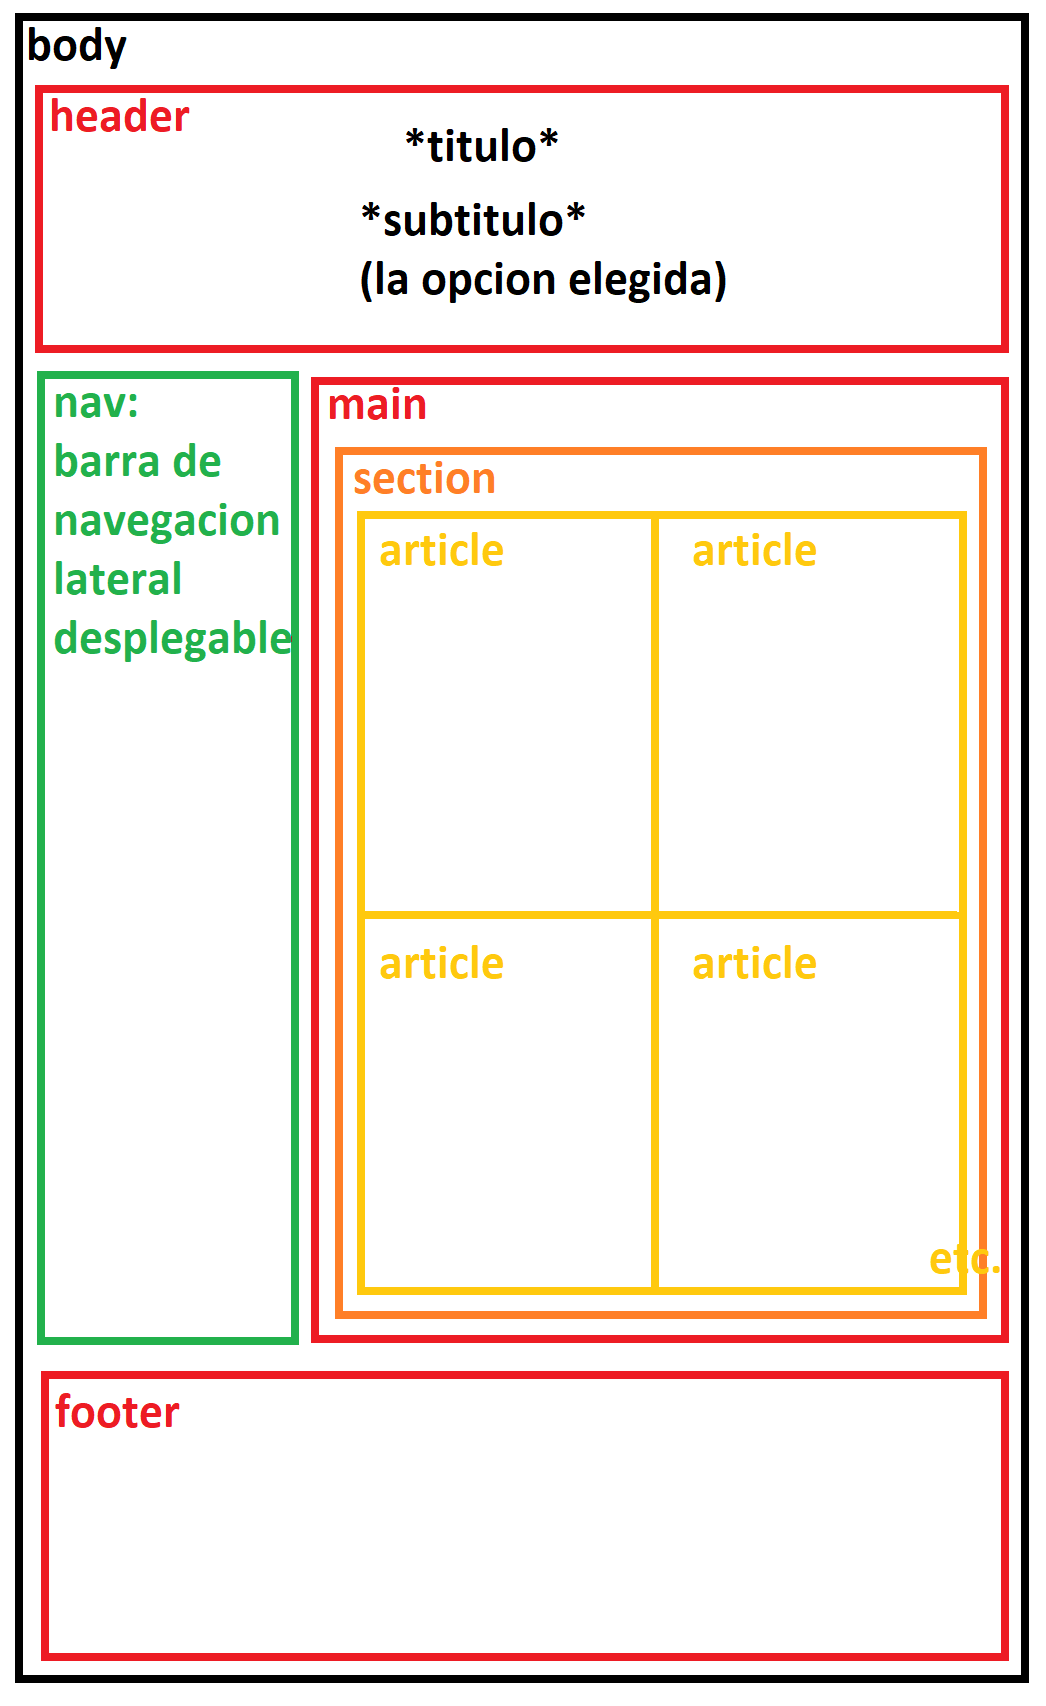 body
header
*titulo*
*subtitulo*
(la opcion elegida)
nav:
barra de
navegacion
lateral
desplegable
main
section
article
article
article
article
etc.
footer